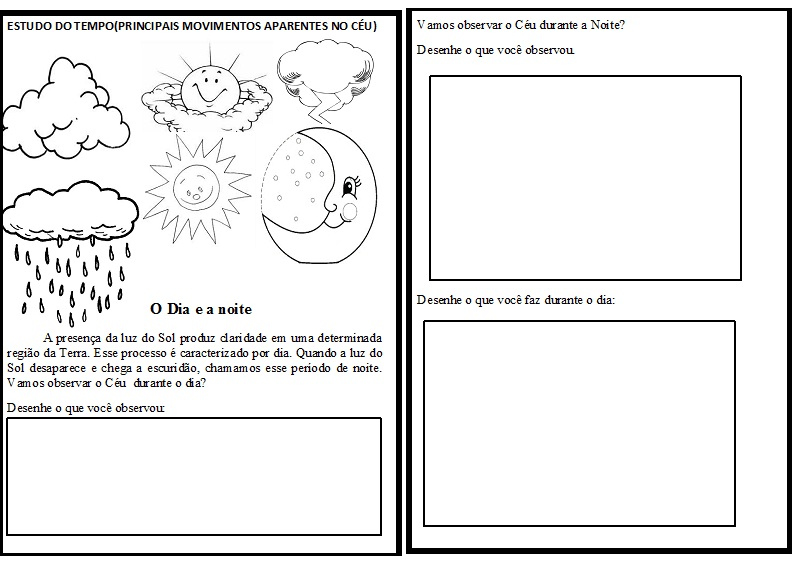 ESTUDO DO TEMPO(PRINCIPAIS MOVIMENTOS APARENTES NO CÉU)
O Dia e a noite
A presença da luz do Sol produz claridade em uma determinada
região da Terra. Esse processo é caracterizado por dia. Quando a luz do
Sol desaparece e chega a escuridão, chamamos esse periodo de noite.
Vamos observar o Céu durante o dia?
Desenhe o que você observou:
Vamos observar o Céu durante a Noite?
Desenhe o que você observou.
Desenhe o que você faz durante o dia: